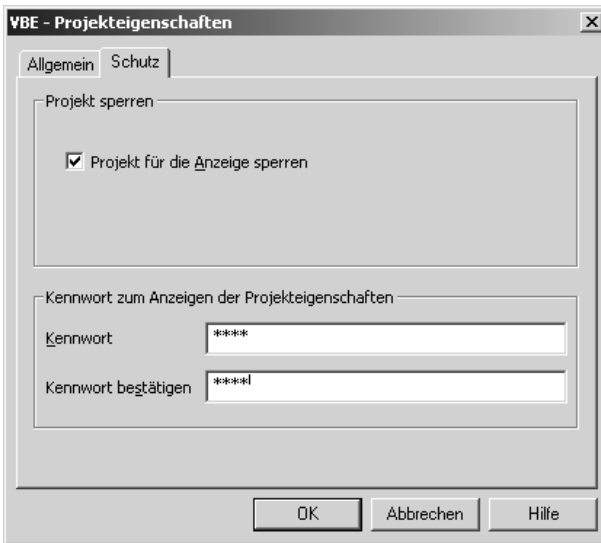 VBE - Projekteigenschaften
Allgemein Schutz
Projekt sperren
Projekt für die Anzeige sperren
Kennwort zum Anzeigen der Projekteigenschaften
Kennwort ****
Kennwort bestätigen ****
OK Abbrechen Hilfe